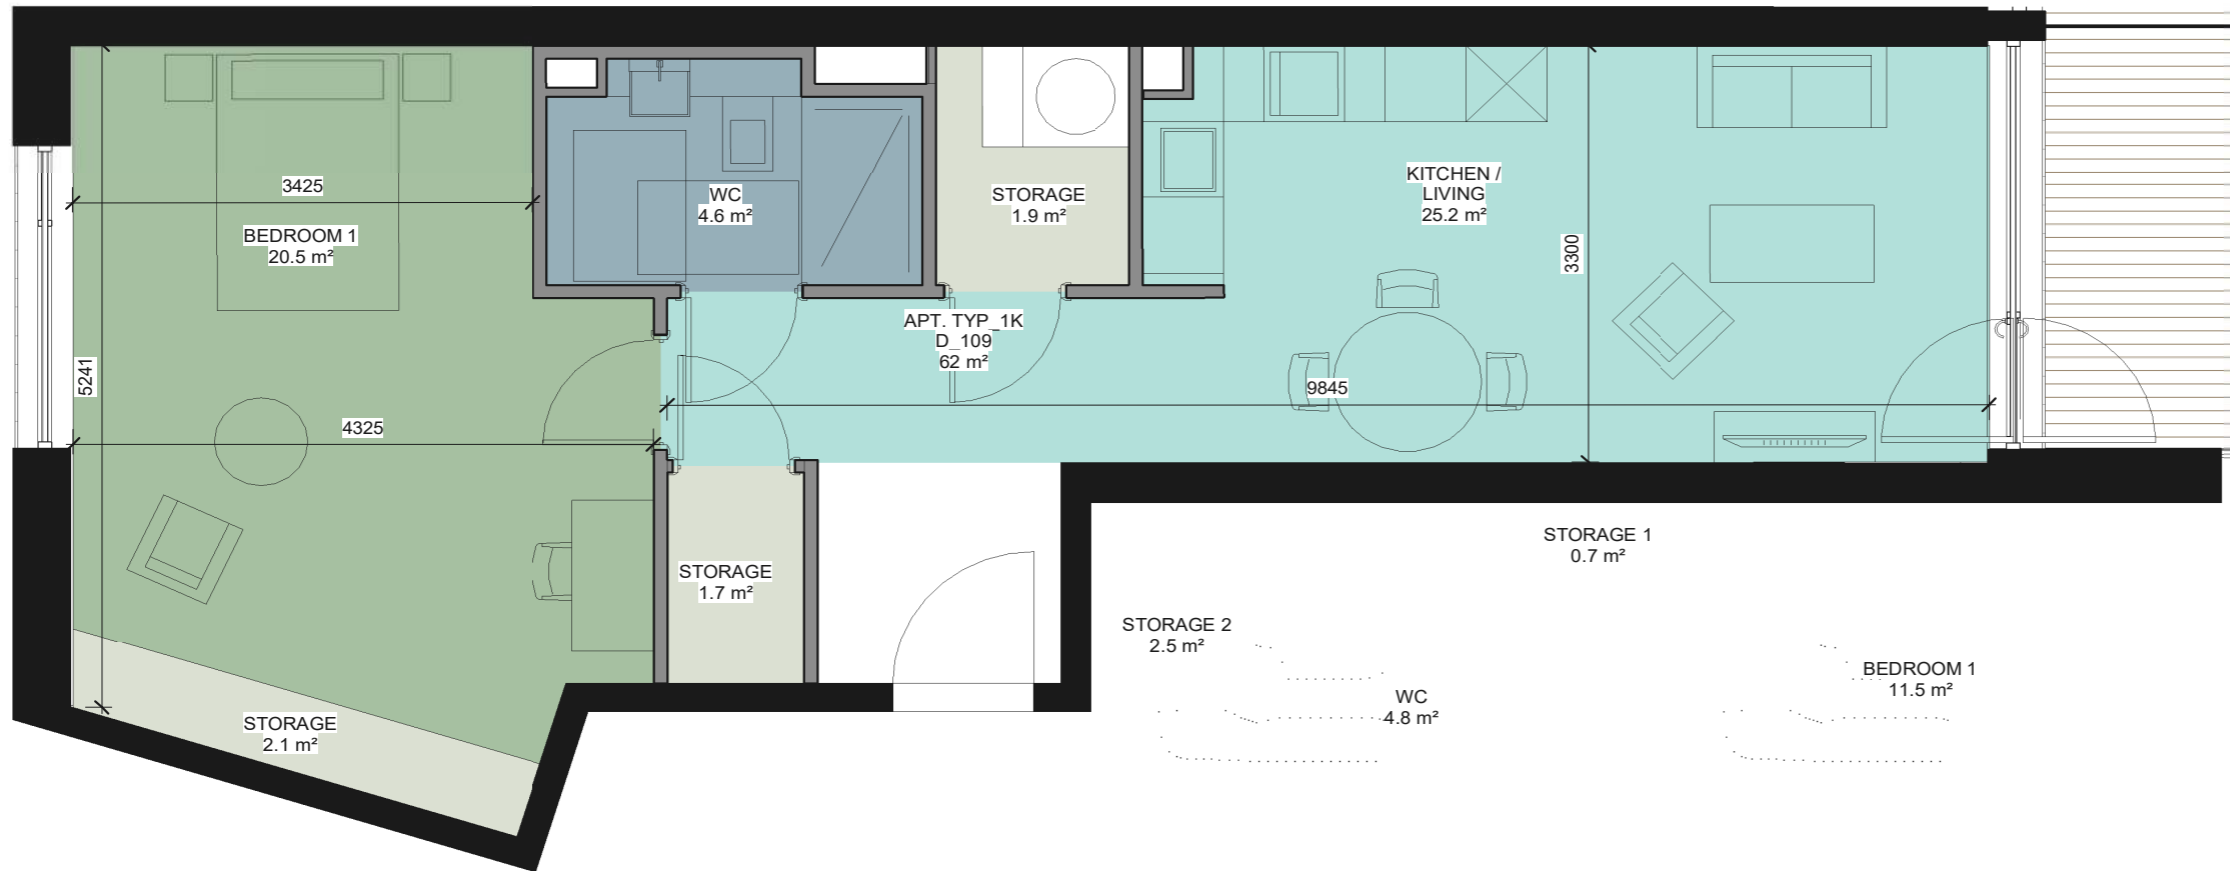 3425
BEDROOM 1
20.5 m²
5241
4325
WC
4.6 m²
STORAGE
1.9 m²
KITCHEN /
LIVING
25.2 m²
3300
APT. TYP_1K
D_109
62 m²
9845
STORAGE
1.7 m²
STORAGE
2.1 m²
STORAGE 1
0.7 m²
STORAGE 2
2.5 m²
WC
4.8 m²
BEDROOM 1
11.5 m²